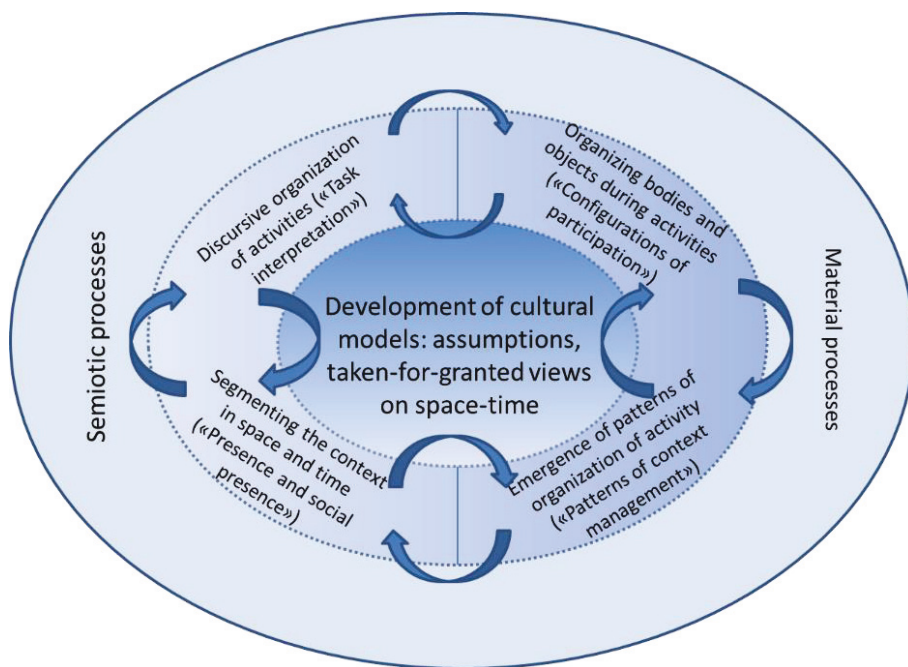 Semiotic processes
Discursive organization
of activities («Task
interpretation»)
Organizing bodies and
objects during activities
(«Configurations of
participation»)
Development of cultural
models: assumptions,
taken-for-granted views
on space-time
Segmenting the context
in space and time
(«Presence and social
presence»)
Emergence of patterns of
organization of activity
(«Patterns of context
management»)
Material processes